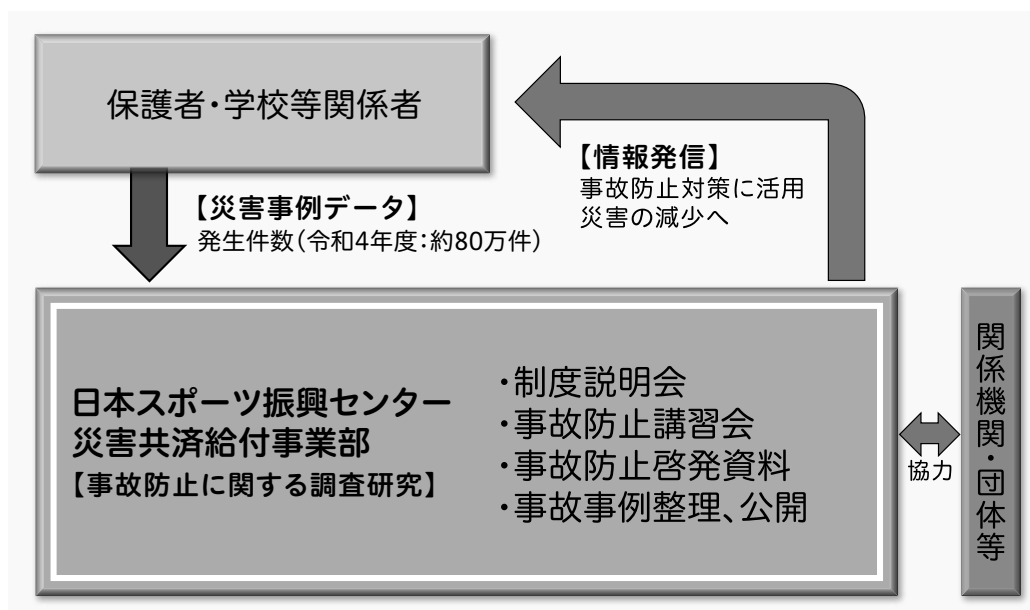 保護者・学校等関係者
【情報発信】
事故防止対策に活用
災害の減少へ
【災害事例データ】
発生件数(令和4年度:約80万件)
日本スポーツ振興センター
災害共済給付事業部
【事故防止に関する調査研究】
・制度説明会
・事故防止講習会
・事故防止啓発資料
・事故事例整理、公開
協力
関係機関・団体等